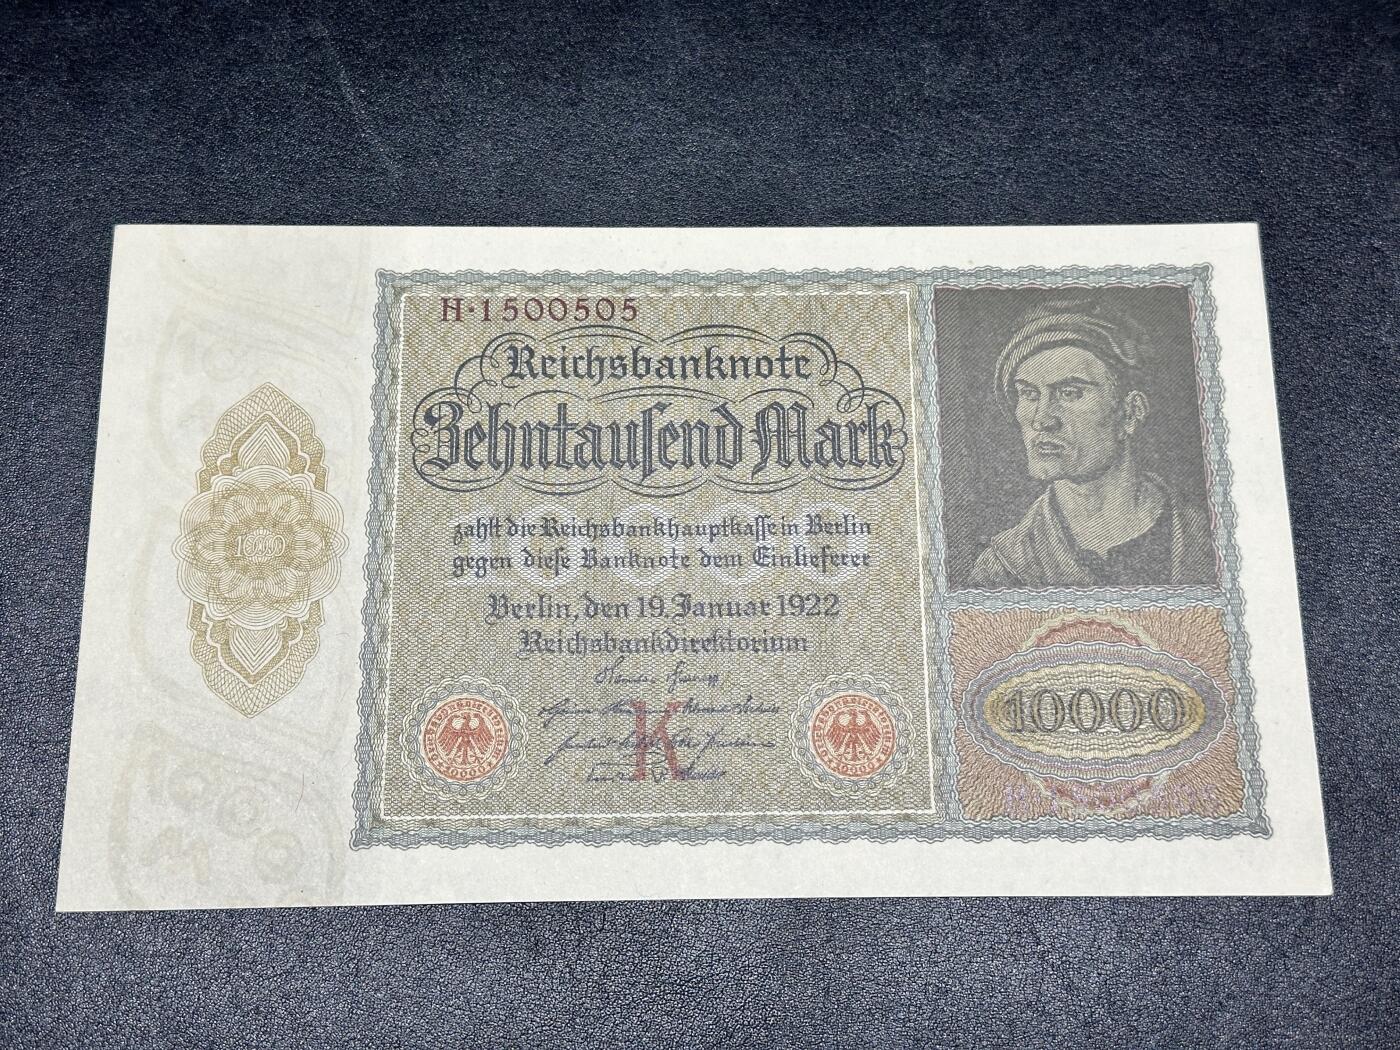 H·1500505
Reichsbanknote
Zehntausend Mark
zahlt die Reichsbankhauptkasse in Berlin
gegen diese Banknote dem Einlieferer
Berlin, den 19. Januar 1922
Reichsbankdirektorium
K
10000
10000